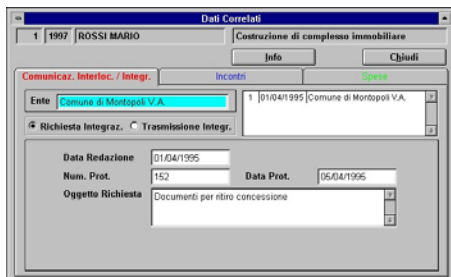 Dati Correlati
1 1997 ROSSI MARIO Costruzione di complesso immobiliare
Info Chiudi
Comunicaz. Interloc. / Integr. Incontri Spese
Ente Comune di Montopoli V.A.
1 01/04/1995 Comune di Montopoli V.A.
Richiesta Integraz. Trasmissione Integr.
Data Redazione 01/04/1995
Num. Prot. 152 Data Prot. 05/04/1995
Oggetto Richiesta Documenti per ritiro concessione